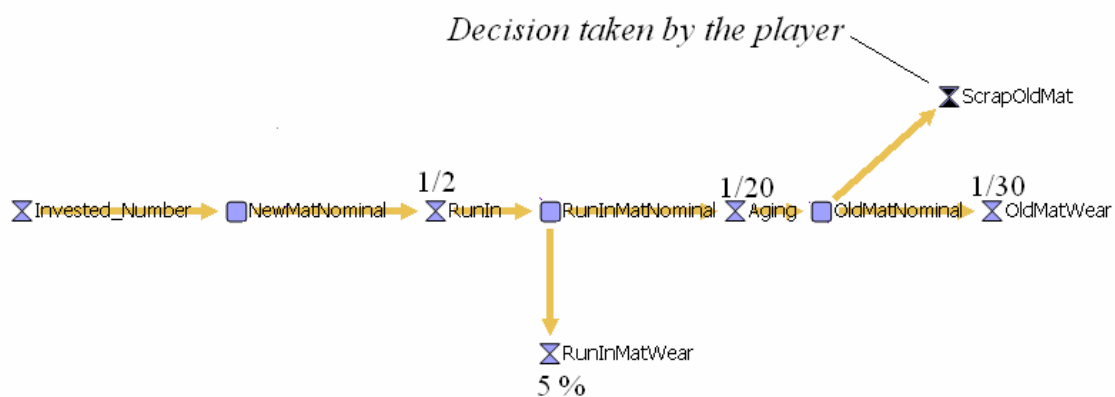 Decision taken by the player
ScrapOldMat
1/2
1/20
1/30
Invested_Number
NewMatNominal
RunIn
RunInMatNominal
Aging
OldMatNominal
OldMatWear
RunInMatWear
5 %